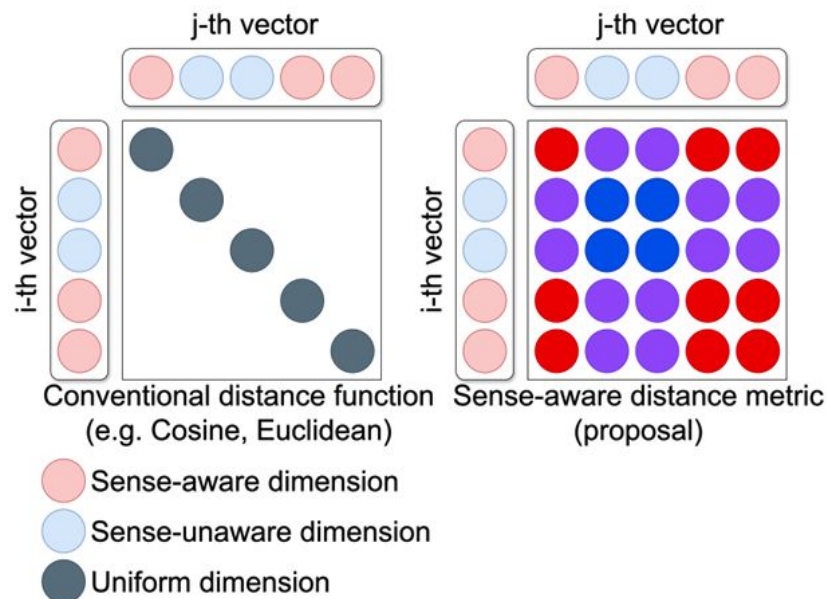 j-th vector
j-th vector
i-th vector
i-th vector
Conventional distance function
(e.g. Cosine, Euclidean)
Sense-aware distance metric
(proposal)
Sense-aware dimension
Sense-unaware dimension
Uniform dimension